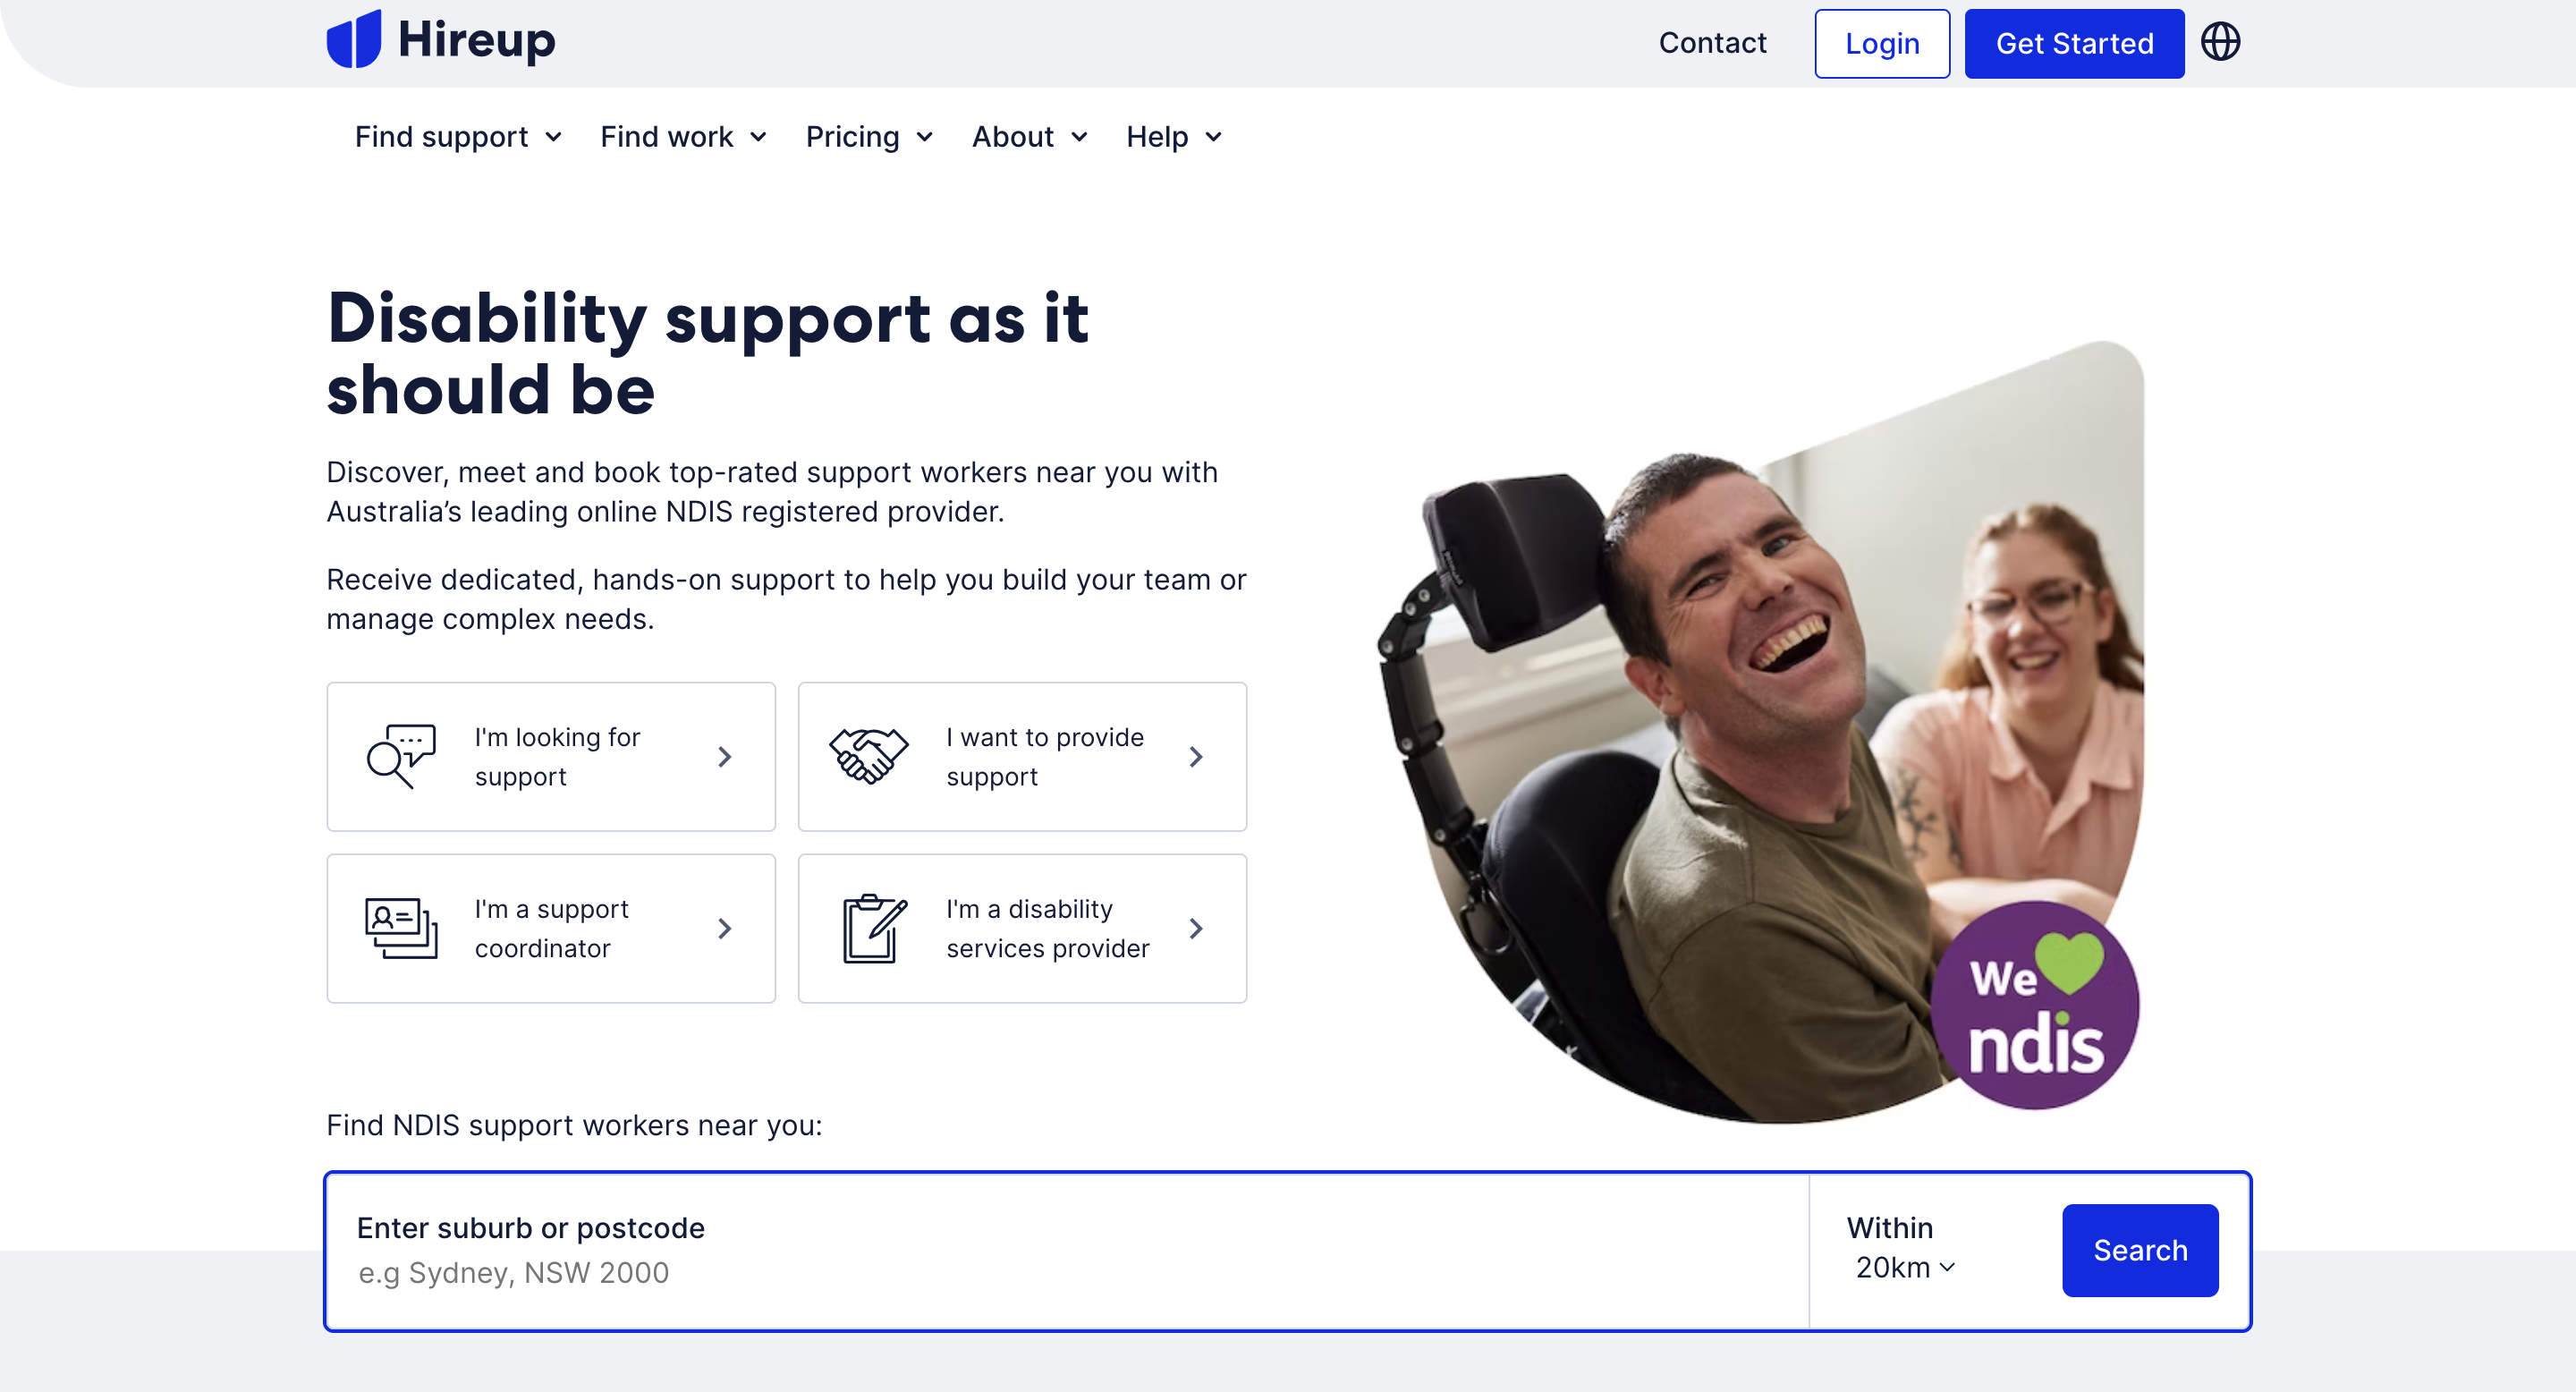 Hireup
Contact
Login
Get Started
Find support
Find work
Pricing
About
Help
Disability support as it
should be
Discover, meet and book top-rated support workers near you with
Australia’s leading online NDIS registered provider.
Receive dedicated, hands-on support to help you build your team or
manage complex needs.
I'm looking for
support
I want to provide
support
I'm a support
coordinator
I'm a disability
services provider
We
ndis
Find NDIS support workers near you:
Enter suburb or postcode
e.g Sydney, NSW 2000
Within
20km
Search